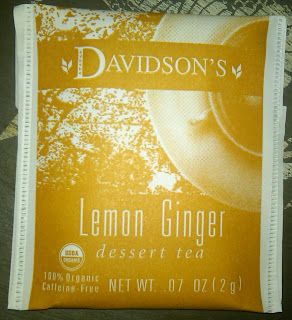 DAVIDSON'S
Lemon Ginger
dessert tea
USDA
ORGANIC
100% Organic
Caffeine-Free
NET WT. .07 OZ (2g)